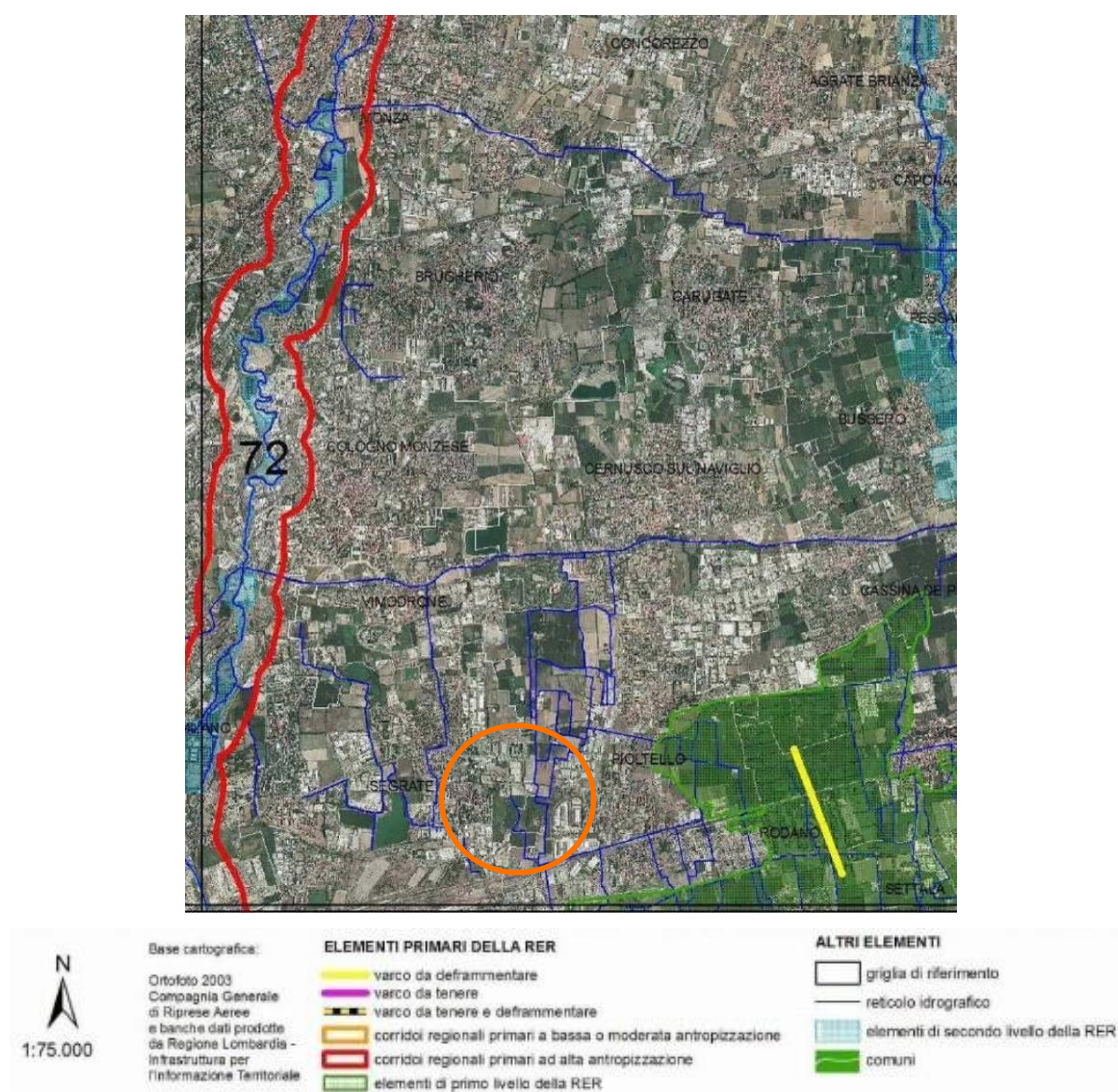 CONCOREZZO
AGRATE BRIANZA
MONZA
BRUGHERIO
CARUGATE
BUSSERO
72
COLOGNO MONZESE
CERNUSCO SUL NAVIGLIO
CASSINA DE P
VIMODRONE
PIOLTELLO
SEGRATE
RODANO
SETTALA
N
1:75.000
Base cartografica:
Ortofoto 2003
Compagnia Generale
di Riprese Aeree
e banche dati prodotte
da Regione Lombardia -
Infrastruttura per
l'Informazione Territoriale
ELEMENTI PRIMARI DELLA RER
varco da deframmentare
varco da tenere
varco da tenere e deframmentare
corridoi regionali primari a bassa o moderata antropizzazione
corridoi regionali primari ad alta antropizzazione
elementi di primo livello della RER
ALTRI ELEMENTI
griglia di riferimento
reticolo idrografico
elementi di secondo livello della RER
comuni